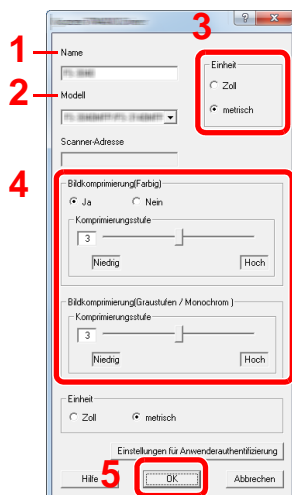 3
1
Name
Einheit
Zoll
2
Modell
metrisch
Scanner-Adresse
4
Bildkomprimierung(Farbig)
Ja
Nein
Komprimierungsstufe
3
Niedrig
Hoch
Bildkomprimierung(Graustufen / Monochrom )
Komprimierungsstufe
3
Niedrig
Hoch
Einheit
Zoll
metrisch
Einstellungen für Anwenderauthentifizierung
Hilfe
5
OK
Abbrechen